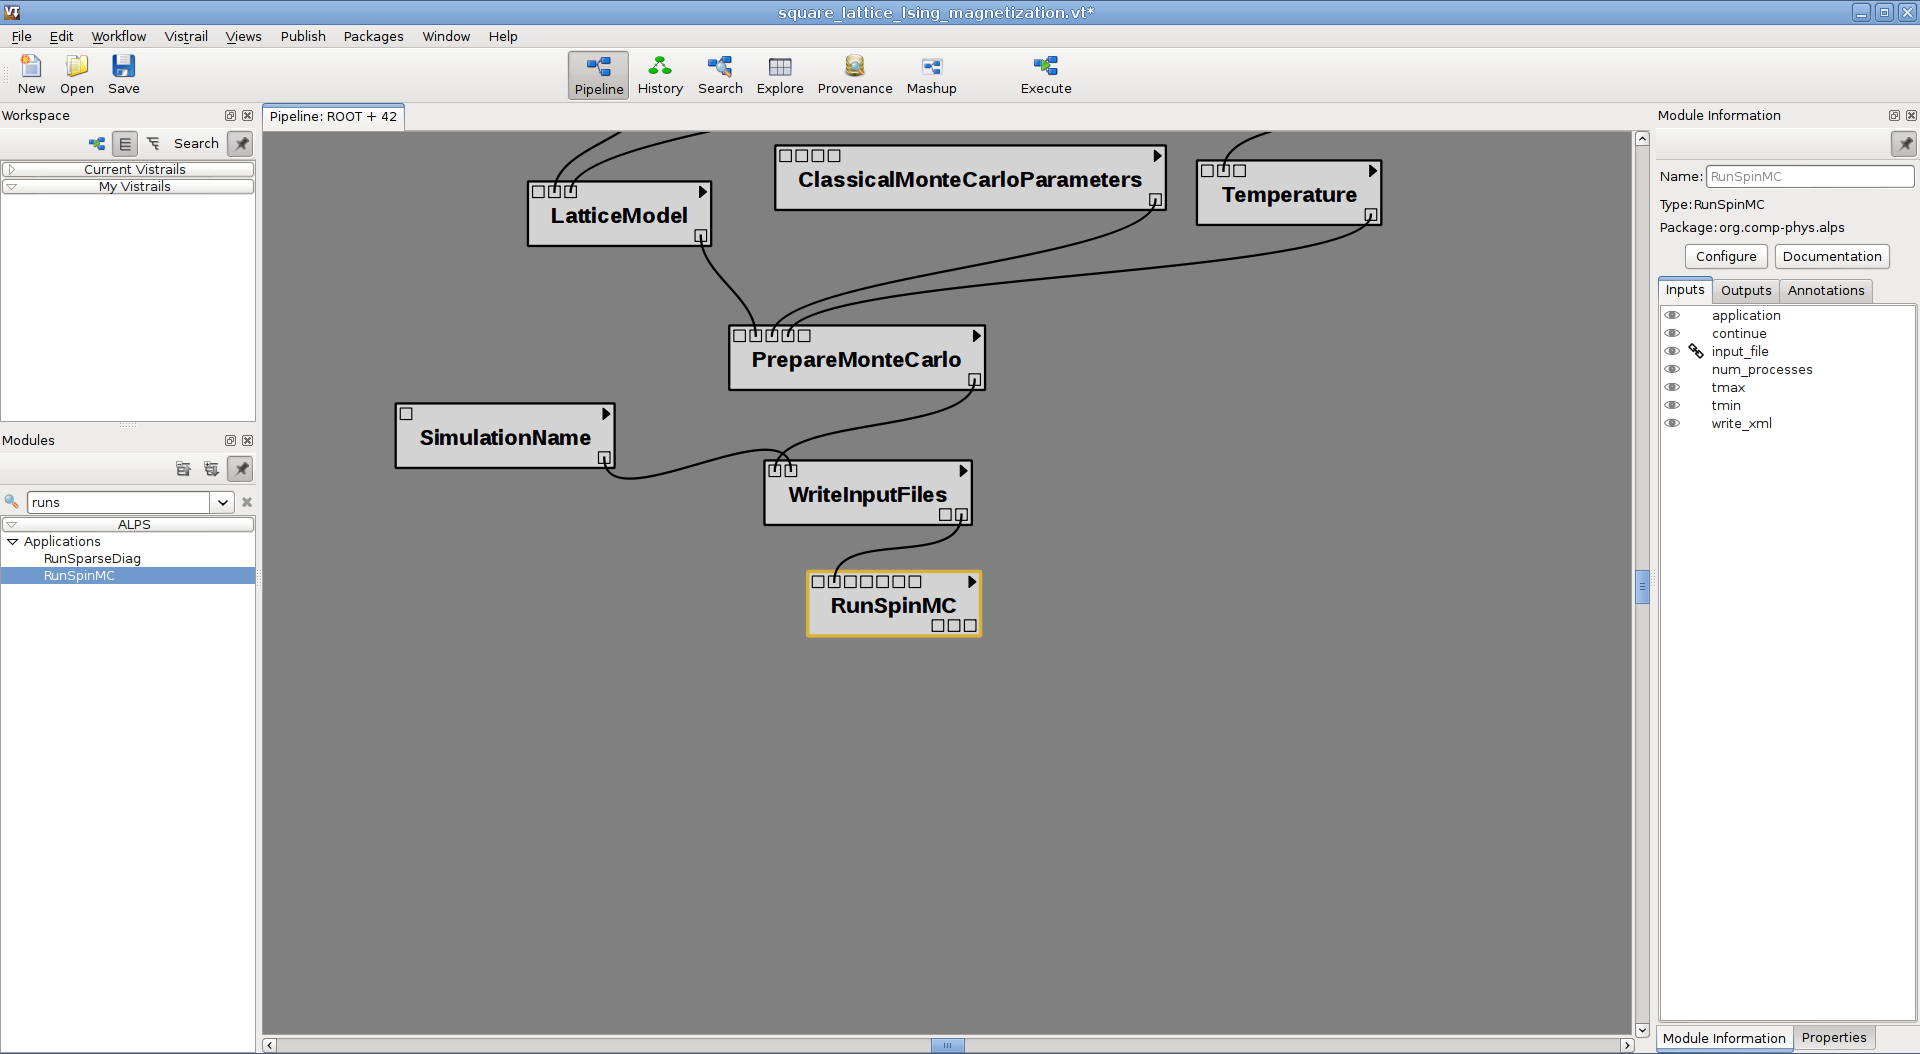 VT
square_lattice_Ising_magnetization.vt*
File Edit Workflow Vistrail Views Publish Packages Window Help
New Open Save Pipeline History Search Explore Provenance Mashup Execute
Workspace
Search
Current Vistrails
My Vistrails
Modules
runs
ALPS
Applications
RunSparseDiag
RunSpinMC
Pipeline: ROOT + 42
ClassicalMonteCarloParameters
Temperature
LatticeModel
PrepareMonteCarlo
SimulationName
WriteInputFiles
RunSpinMC
Module Information
Name: RunSpinMC
Type: RunSpinMC
Package: org.comp-phys.alps
Configure Documentation
Inputs Outputs Annotations
application
continue
input_file
num_processes
tmax
tmin
write_xml
Module Information Properties